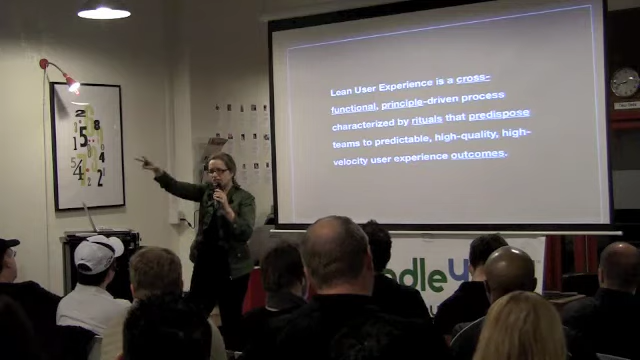 Lean User Experience is a cross-
functional, principle-driven process
characterized by rituals that predispose
teams to predictable, high-quality, high-
velocity user experience outcomes.